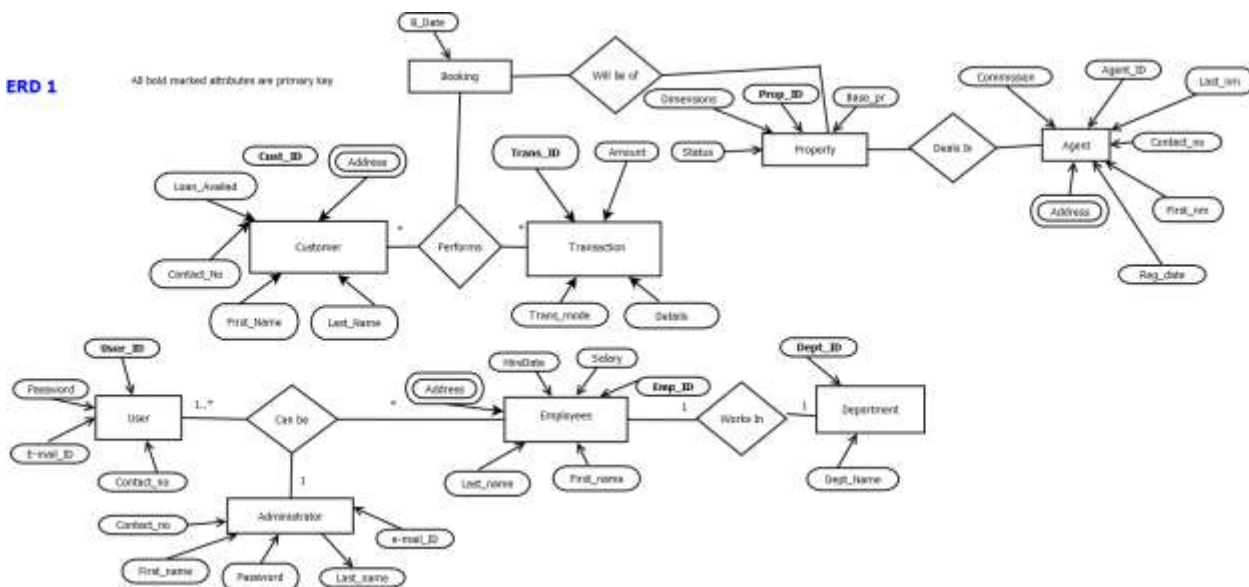 B_Date
Booking
Will be of
ERD 1
All bold marked attributes are primary key
Commission
Agent_ID
Last_nm
Dimensions
Prop_ID
Base_pr
Status
Property
Deals In
Agent
Contact_no
Address
First_nm
Reg_date
Cust_ID
Address
Loan_Availed
Trans_ID
Amount
Customer
*
Performs
*
Transaction
Contact_No
First_Name
Last_Name
Trans_mode
Details
User_ID
Password
User
1..*
Can be
*
E-mail_ID
Contact_no
Address
HireDate
Salary
Emp_ID
Employees
1
Works In
1
Dept_ID
Department
Last_name
First_name
Dept_Name
1
Contact_no
Administrator
e-mail_ID
First_name
Password
Last_name